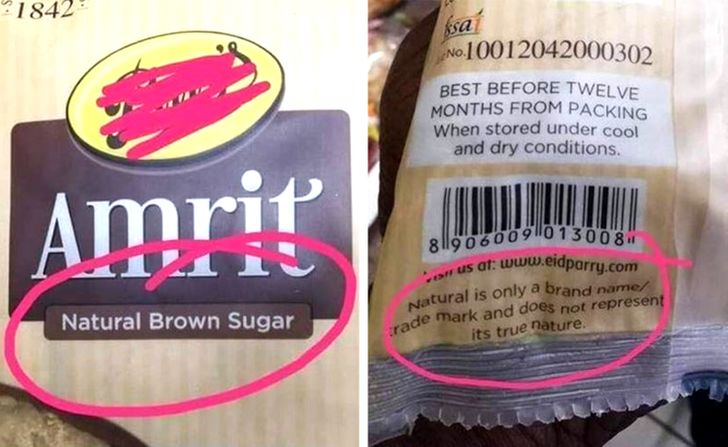 1842
Amrit
Natural Brown Sugar
ssai
No.10012042000302
BEST BEFORE TWELVE
MONTHS FROM PACKING
When stored under cool
and dry conditions.
8 906009 013008
us at: www.eidparry.com
Natural is only a brand name/
trade mark and does not represent
its true nature.